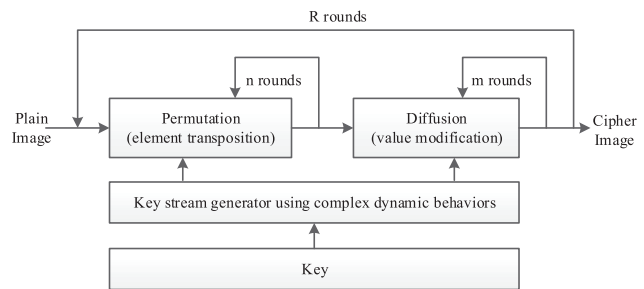 R rounds
n rounds
m rounds
Plain
Image
Permutation
(element transposition)
Diffusion
(value modification)
Cipher
Image
Key stream generator using complex dynamic behaviors
Key